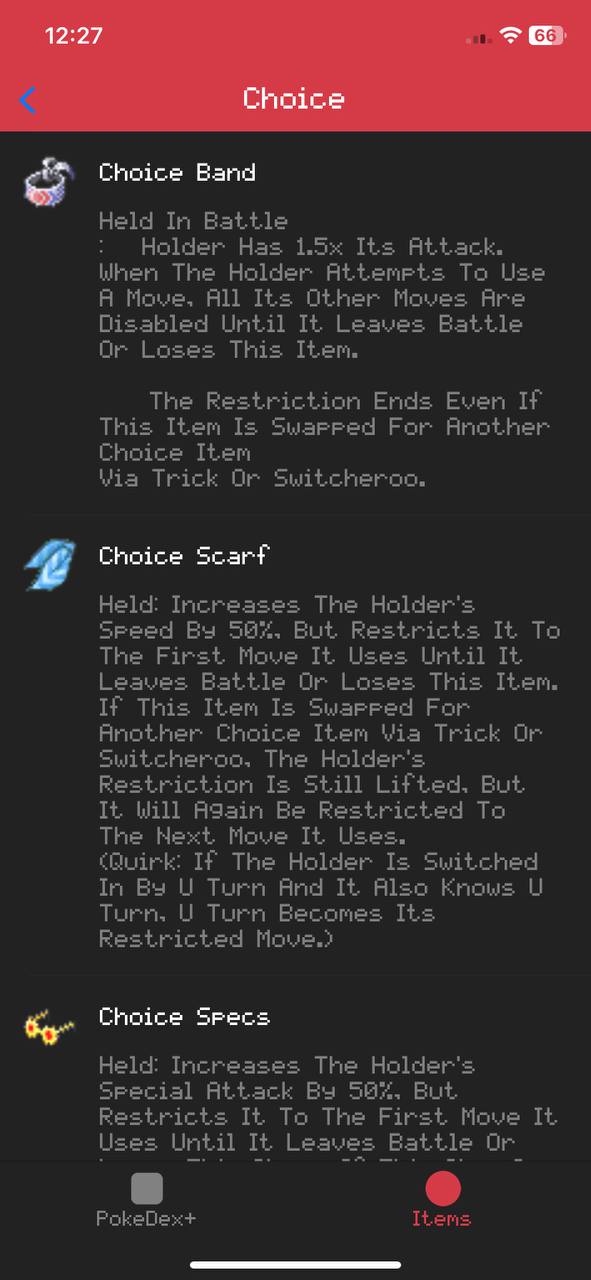 12:27
66
Choice
Choice Band
Held In Battle
:   Holder Has 1.5x Its Attack.
When The Holder Attempts To Use
A Move, All Its Other Moves Are
Disabled Until It Leaves Battle
Or Loses This Item.
The Restriction Ends Even If
This Item Is Swapped For Another
Choice Item
Via Trick Or Switcheroo.
Choice Scarf
Held: Increases The Holder's
Speed By 50%, But Restricts It To
The First Move It Uses Until It
Leaves Battle Or Loses This Item.
If This Item Is Swapped For
Another Choice Item Via Trick Or
Switcheroo, The Holder's
Restriction Is Still Lifted, But
It Will Again Be Restricted To
The Next Move It Uses.
(Quirk: If The Holder Is Switched
In By U Turn And It Also Knows U
Turn, U Turn Becomes Its
Restricted Move.)
Choice Specs
Held: Increases The Holder's
Special Attack By 50%, But
Restricts It To The First Move It
Uses Until It Leaves Battle Or
PokeDex+
Items